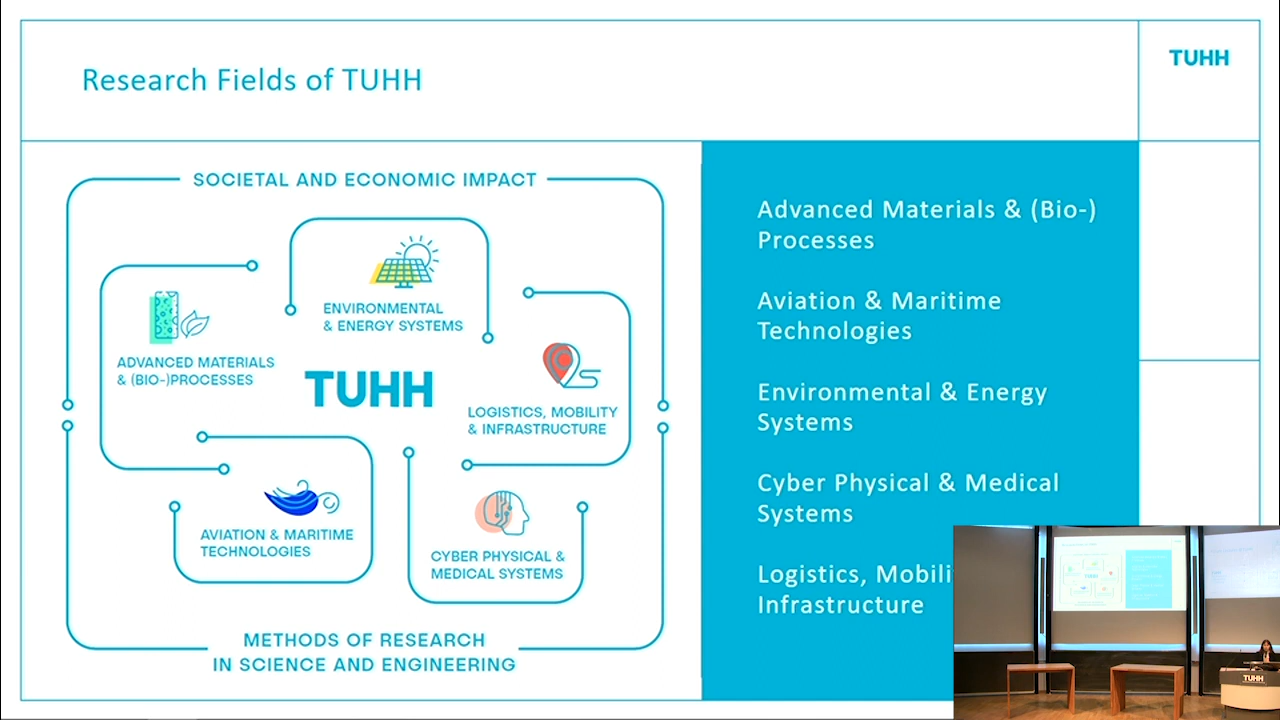 Research Fields of TUHH
TUHH
SOCIETAL AND ECONOMIC IMPACT
ENVIRONMENTAL
& ENERGY SYSTEMS
ADVANCED MATERIALS
& (BIO-)PROCESSES
TUHH
LOGISTICS, MOBILITY
& INFRASTRUCTURE
AVIATION & MARITIME
TECHNOLOGIES
CYBER PHYSICAL &
MEDICAL SYSTEMS
METHODS OF RESEARCH
IN SCIENCE AND ENGINEERING
Advanced Materials & (Bio-)
Processes
Aviation & Maritime
Technologies
Environmental & Energy
Systems
Cyber Physical & Medical
Systems
Logistics, Mobili
Infrastructure
TUHH